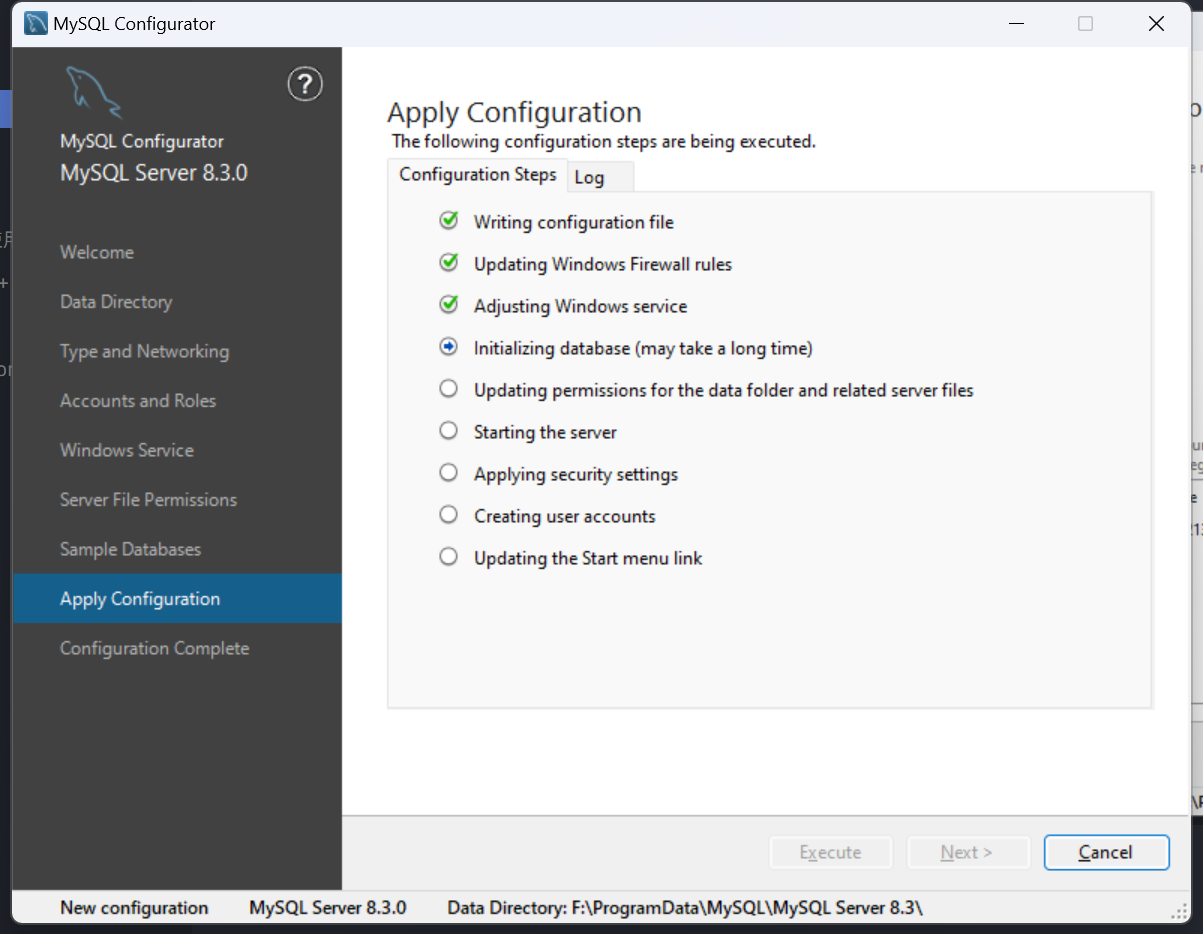 MySQL Configurator
?
MySQL Configurator
MySQL Server 8.3.0
Welcome
Data Directory
Type and Networking
Accounts and Roles
Windows Service
Server File Permissions
Sample Databases
Apply Configuration
Configuration Complete
Apply Configuration
The following configuration steps are being executed.
Configuration Steps
Log
Writing configuration file
Updating Windows Firewall rules
Adjusting Windows service
Initializing database (may take a long time)
Updating permissions for the data folder and related server files
Starting the server
Applying security settings
Creating user accounts
Updating the Start menu link
Execute
Next >
Cancel
New configuration
MySQL Server 8.3.0
Data Directory: F:\ProgramData\MySQL\MySQL Server 8.3\